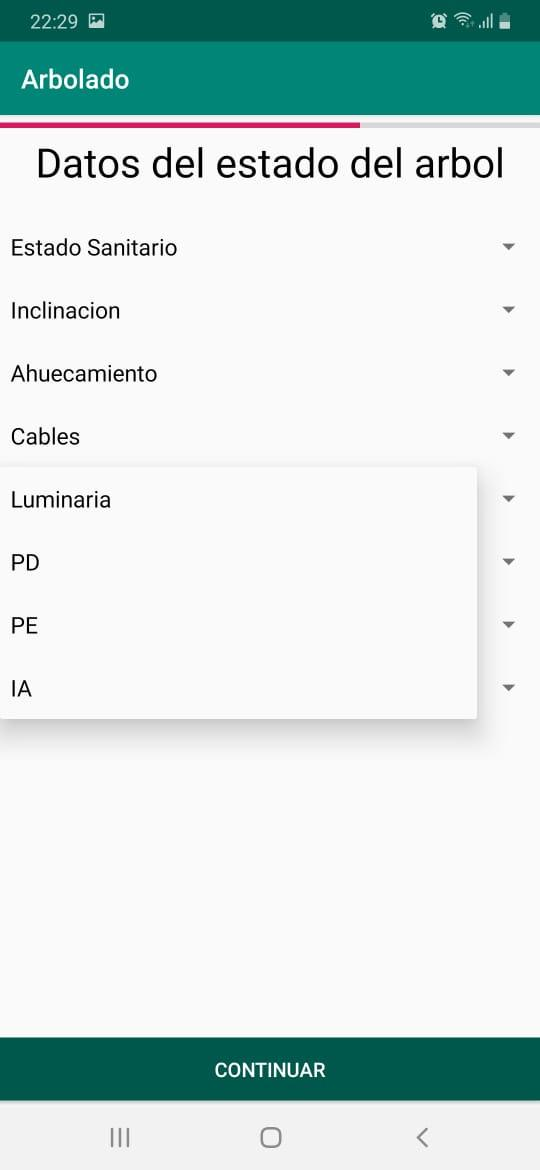 22:29
Arbolado
Datos del estado del arbol
Estado Sanitario
Inclinacion
Ahuecamiento
Cables
Luminaria
PD
PE
IA
CONTINUAR